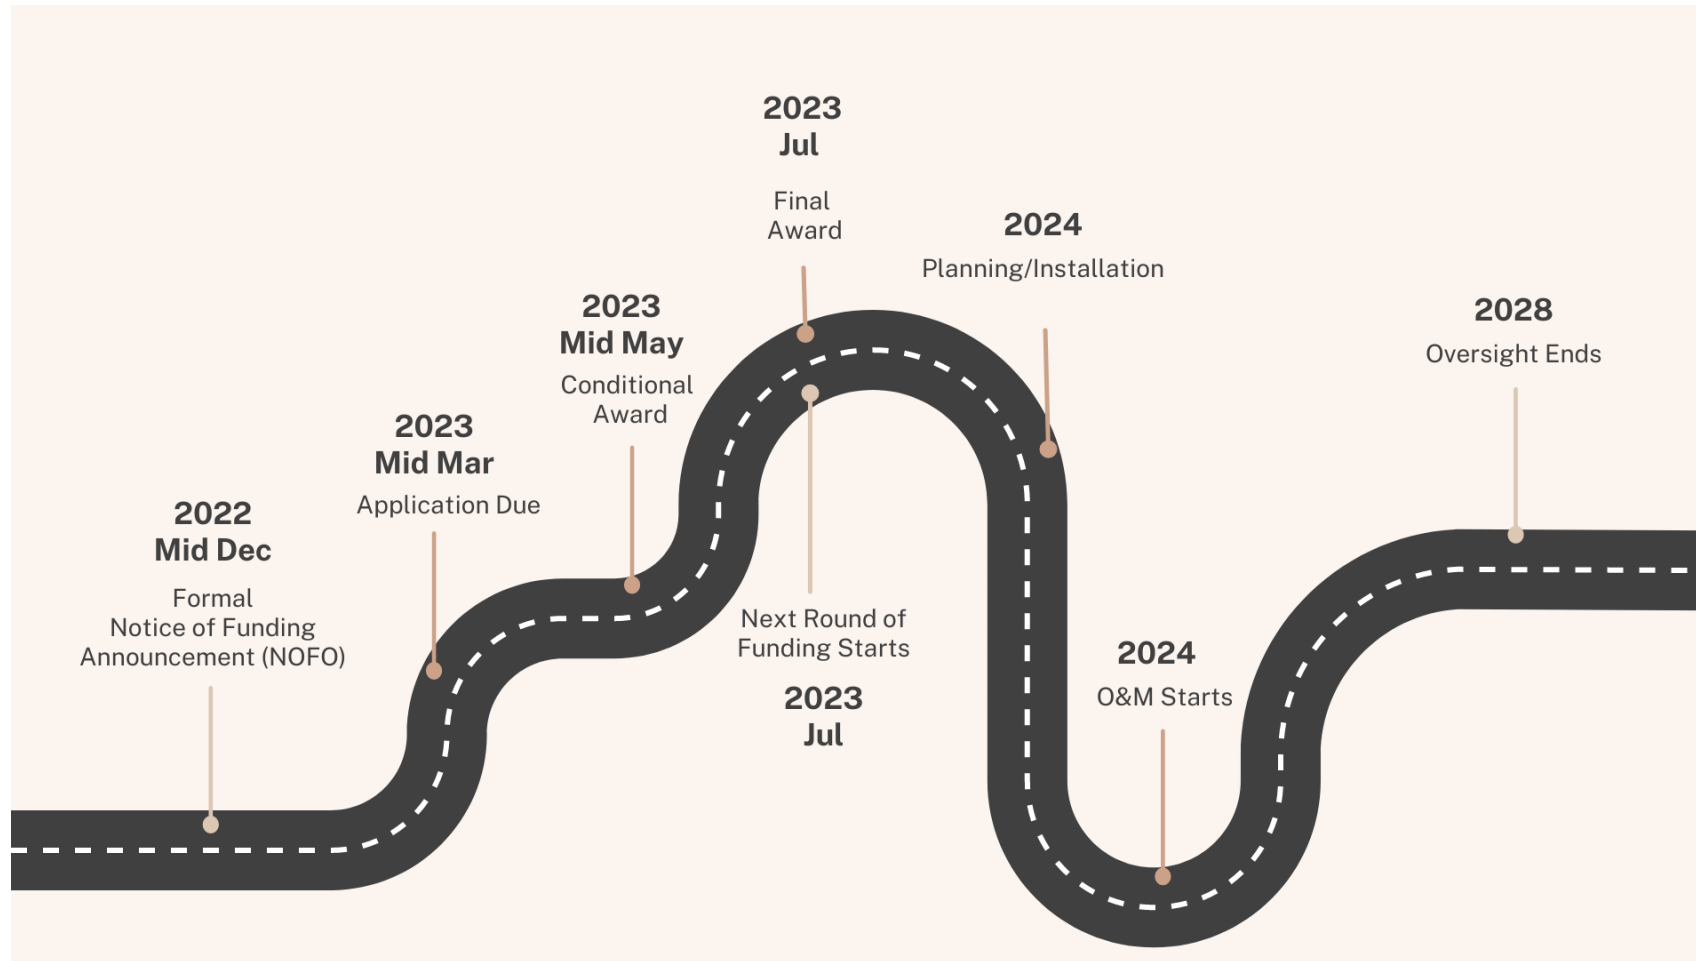 2022
Mid Dec
Formal
Notice of Funding
Announcement (NOFO)
2023
Mid Mar
Application Due
2023
Mid May
Conditional
Award
2023
Jul
Final
Award
Next Round of
Funding Starts
2023
Jul
2024
Planning/Installation
2024
O&M Starts
2028
Oversight Ends